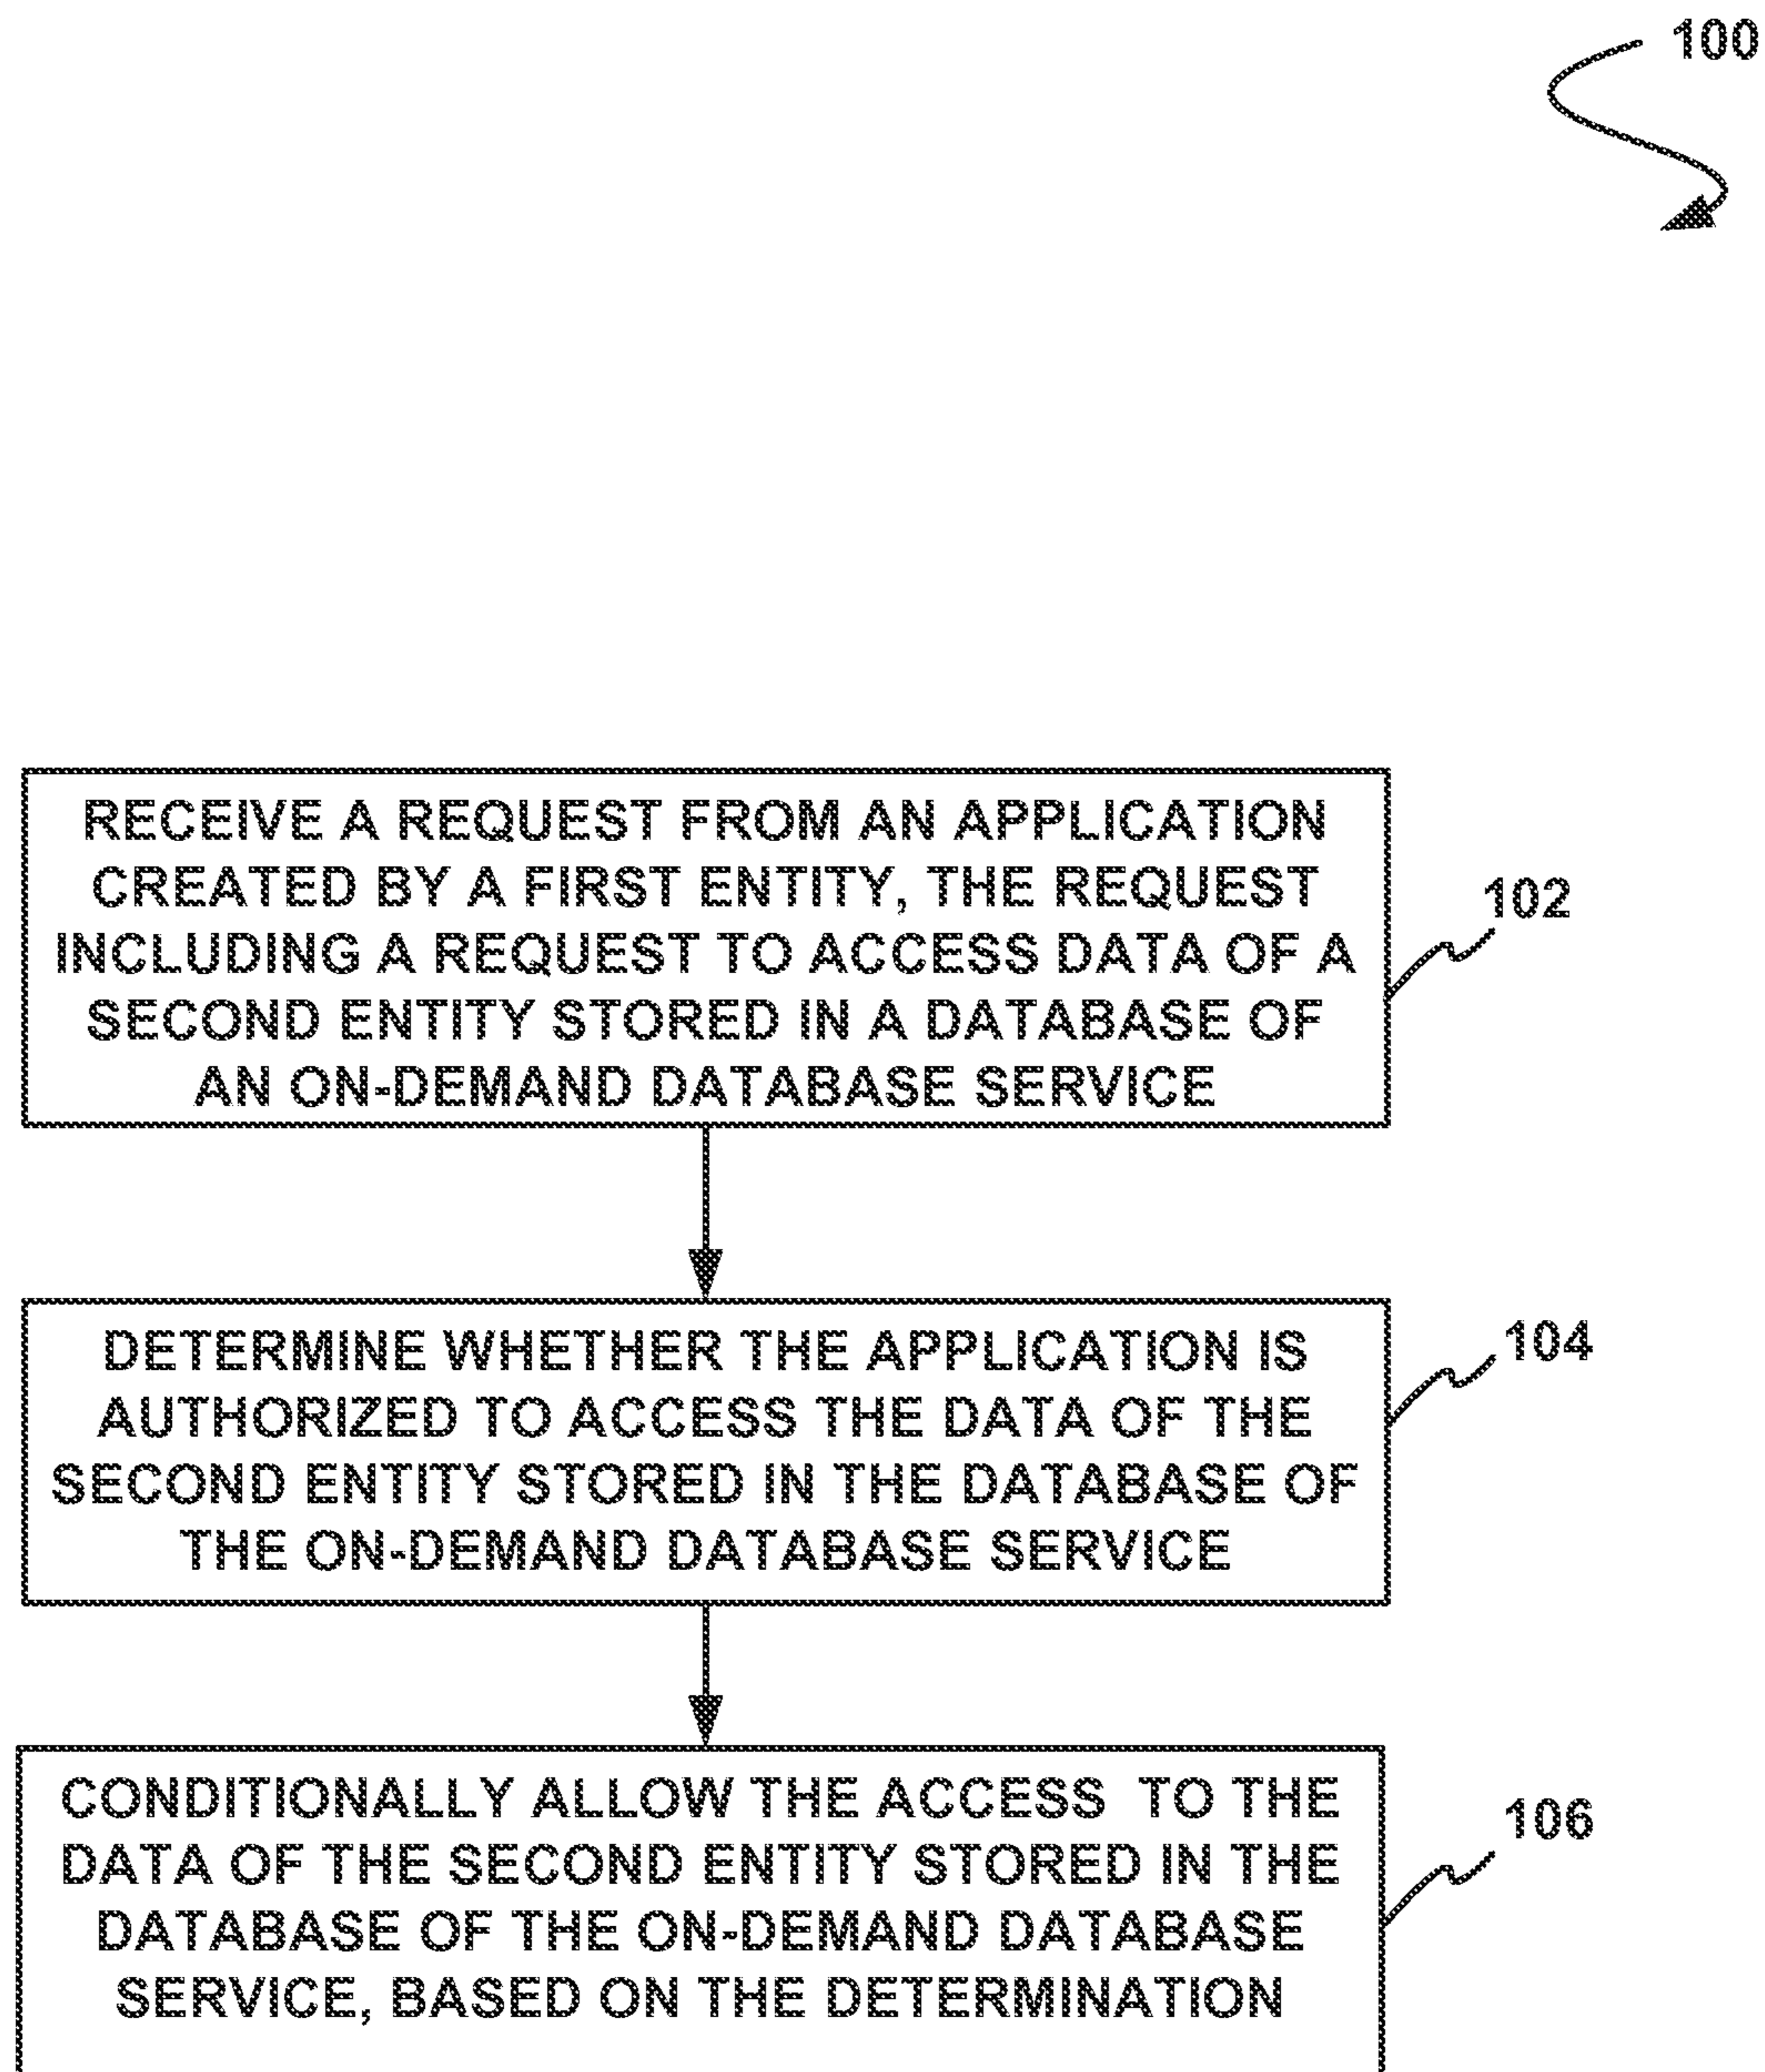 100
RECEIVE A REQUEST FROM AN APPLICATION
CREATED BY A FIRST ENTITY, THE REQUEST
INCLUDING A REQUEST TO ACCESS DATA OF A
SECOND ENTITY STORED IN A DATABASE OF
AN ON-DEMAND DATABASE SERVICE
102
DETERMINE WHETHER THE APPLICATION IS
AUTHORIZED TO ACCESS THE DATA OF THE
SECOND ENTITY STORED IN THE DATABASE OF
THE ON-DEMAND DATABASE SERVICE
104
CONDITIONALLY ALLOW THE ACCESS TO THE
DATA OF THE SECOND ENTITY STORED IN THE
DATABASE OF THE ON-DEMAND DATABASE
SERVICE, BASED ON THE DETERMINATION
106